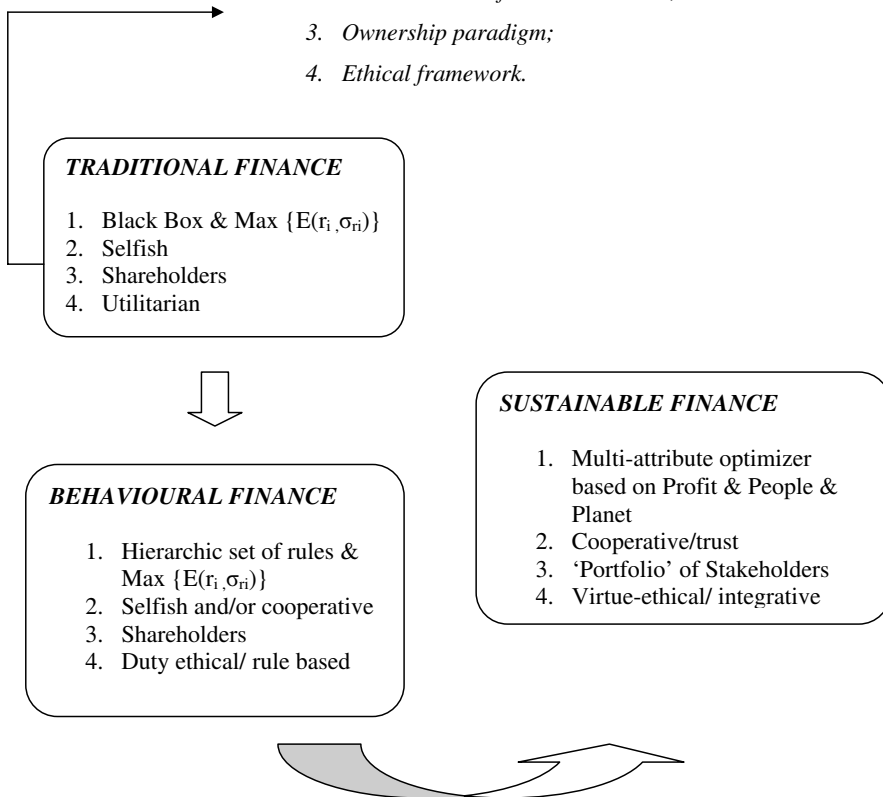 3. Ownership paradigm;
4. Ethical framework.
TRADITIONAL FINANCE
1. Black Box & Max {E(rᵢ,σᵣᵢ)}
2. Selfish
3. Shareholders
4. Utilitarian
BEHAVIOURAL FINANCE
1. Hierarchic set of rules &
Max {E(rᵢ,σᵣᵢ)}
2. Selfish and/or cooperative
3. Shareholders
4. Duty ethical/ rule based
SUSTAINABLE FINANCE
1. Multi-attribute optimizer
based on Profit & People &
Planet
2. Cooperative/trust
3. ‘Portfolio’ of Stakeholders
4. Virtue-ethical/ integrative